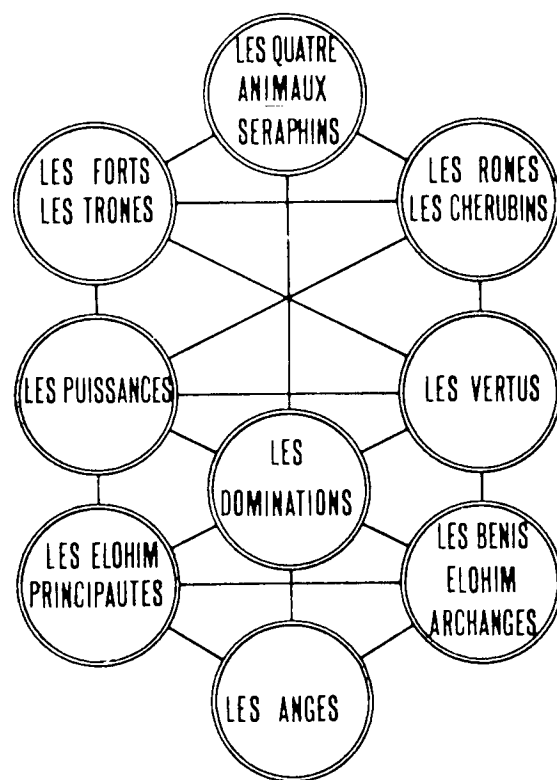 LES QUATRE
ANIMAUX
SERAPHINS
LES FORTS
LES TRONES
LES RONES
LES CHERUBINS
LES PUISSANCES
LES VERTUS
LES
DOMINATIONS
LES ELOHIM
PRINCIPAUTES
LES BENIS
ELOHIM
ARCHANGES
LES ANGES